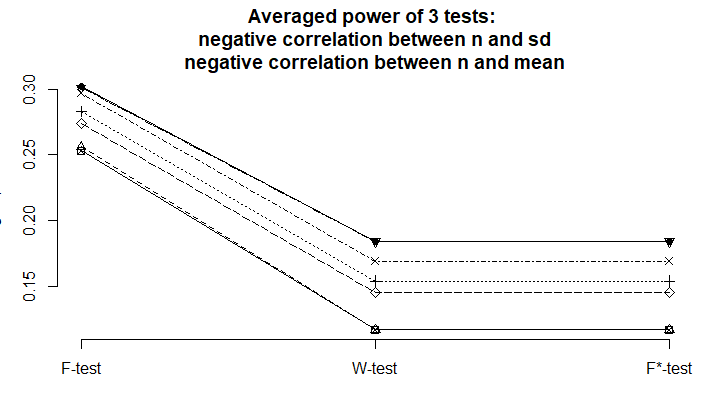 Averaged power of 3 tests:
negative correlation between n and sd
negative correlation between n and mean
0.30
0.25
0.20
0.15
F-test W-test F*-test